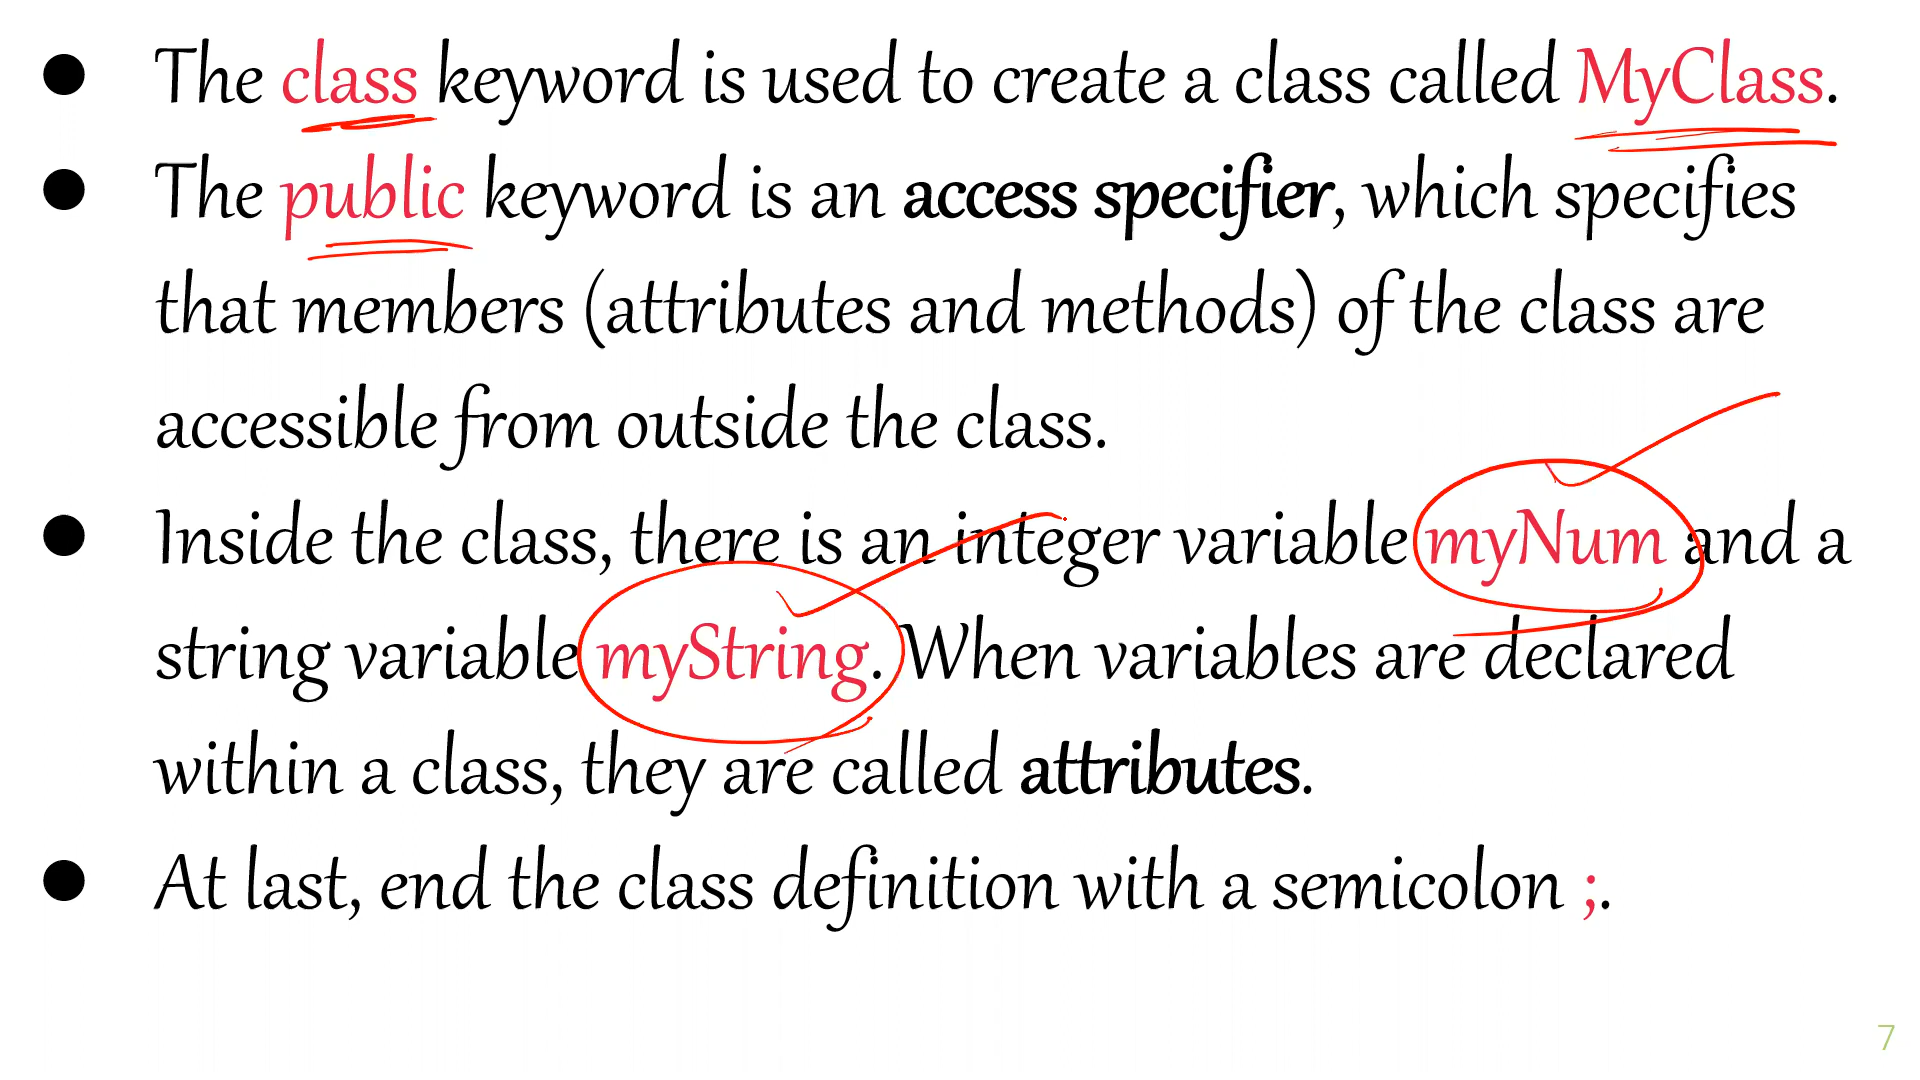 ● The class keyword is used to create a class called MyClass.
● The public keyword is an access specifier, which specifies
that members (attributes and methods) of the class are
accessible from outside the class.
● Inside the class, there is an integer variable myNum and a
string variable myString. When variables are declared
within a class, they are called attributes.
● At last, end the class definition with a semicolon ;.
7